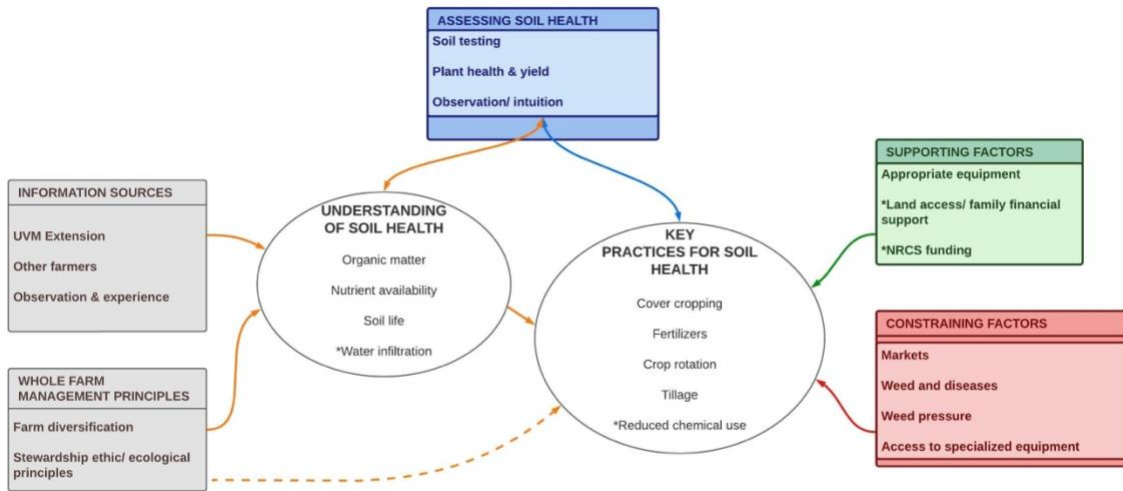 ASSESSING SOIL HEALTH
Soil testing
Plant health & yield
Observation/ intuition
INFORMATION SOURCES
UVM Extension
Other farmers
Observation & experience
WHOLE FARM
MANAGEMENT PRINCIPLES
Farm diversification
Stewardship ethic/ ecological
principles
UNDERSTANDING
OF SOIL HEALTH
Organic matter
Nutrient availability
Soil life
*Water infiltration
KEY
PRACTICES FOR SOIL
HEALTH
Cover cropping
Fertilizers
Crop rotation
Tillage
*Reduced chemical use
SUPPORTING FACTORS
Appropriate equipment
*Land access/ family financial
support
*NRCS funding
CONSTRAINING FACTORS
Markets
Weed and diseases
Weed pressure
Access to specialized equipment